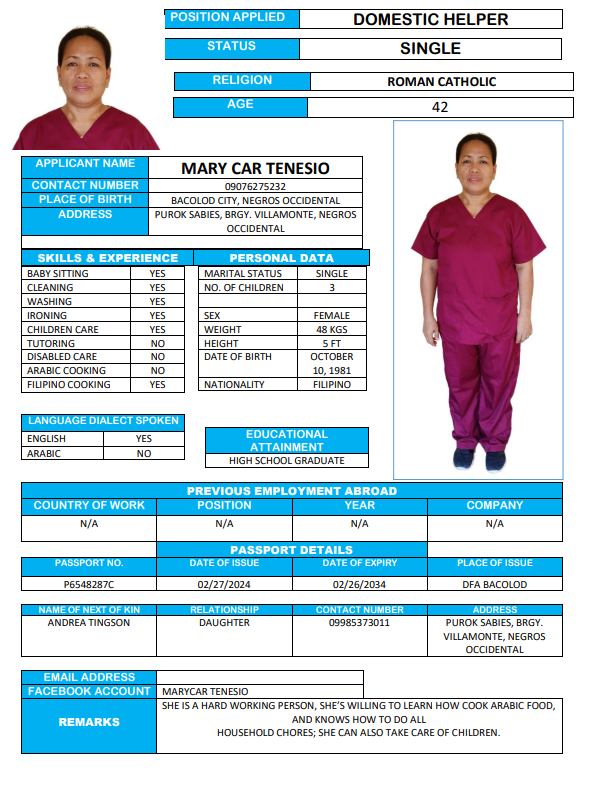 POSITION APPLIED DOMESTIC HELPER
STATUS SINGLE
RELIGION ROMAN CATHOLIC
AGE 42
APPLICANT NAME MARY CAR TENESIO
CONTACT NUMBER 09076275232
PLACE OF BIRTH BACOLOD CITY, NEGROS OCCIDENTAL
ADDRESS PUROK SABIES, BRGY. VILLAMONTE, NEGROS
OCCIDENTAL
SKILLS & EXPERIENCE
BABY SITTING YES
CLEANING YES
WASHING YES
IRONING YES
CHILDREN CARE YES
TUTORING NO
DISABLED CARE NO
ARABIC COOKING NO
FILIPINO COOKING YES
PERSONAL DATA
MARITAL STATUS SINGLE
NO. OF CHILDREN 3
SEX FEMALE
WEIGHT 48 KGS
HEIGHT 5 FT
DATE OF BIRTH OCTOBER
10, 1981
NATIONALITY FILIPINO
LANGUAGE DIALECT SPOKEN
ENGLISH YES
ARABIC NO
EDUCATIONAL
ATTAINMENT
HIGH SCHOOL GRADUATE
PREVIOUS EMPLOYMENT ABROAD
COUNTRY OF WORK POSITION YEAR COMPANY
N/A N/A N/A N/A
PASSPORT DETAILS
PASSPORT NO. DATE OF ISSUE DATE OF EXPIRY PLACE OF ISSUE
P6548287C 02/27/2024 02/26/2034 DFA BACOLOD
NAME OF NEXT OF KIN RELATIONSHIP CONTACT NUMBER ADDRESS
ANDREA TINGSON DAUGHTER 09985373011 PUROK SABIES, BRGY.
VILLAMONTE, NEGROS
OCCIDENTAL
EMAIL ADDRESS
FACEBOOK ACCOUNT MARYCAR TENESIO
REMARKS
SHE IS A HARD WORKING PERSON, SHE'S WILLING TO LEARN HOW COOK ARABIC FOOD,
AND KNOWS HOW TO DO ALL
HOUSEHOLD CHORES; SHE CAN ALSO TAKE CARE OF CHILDREN.